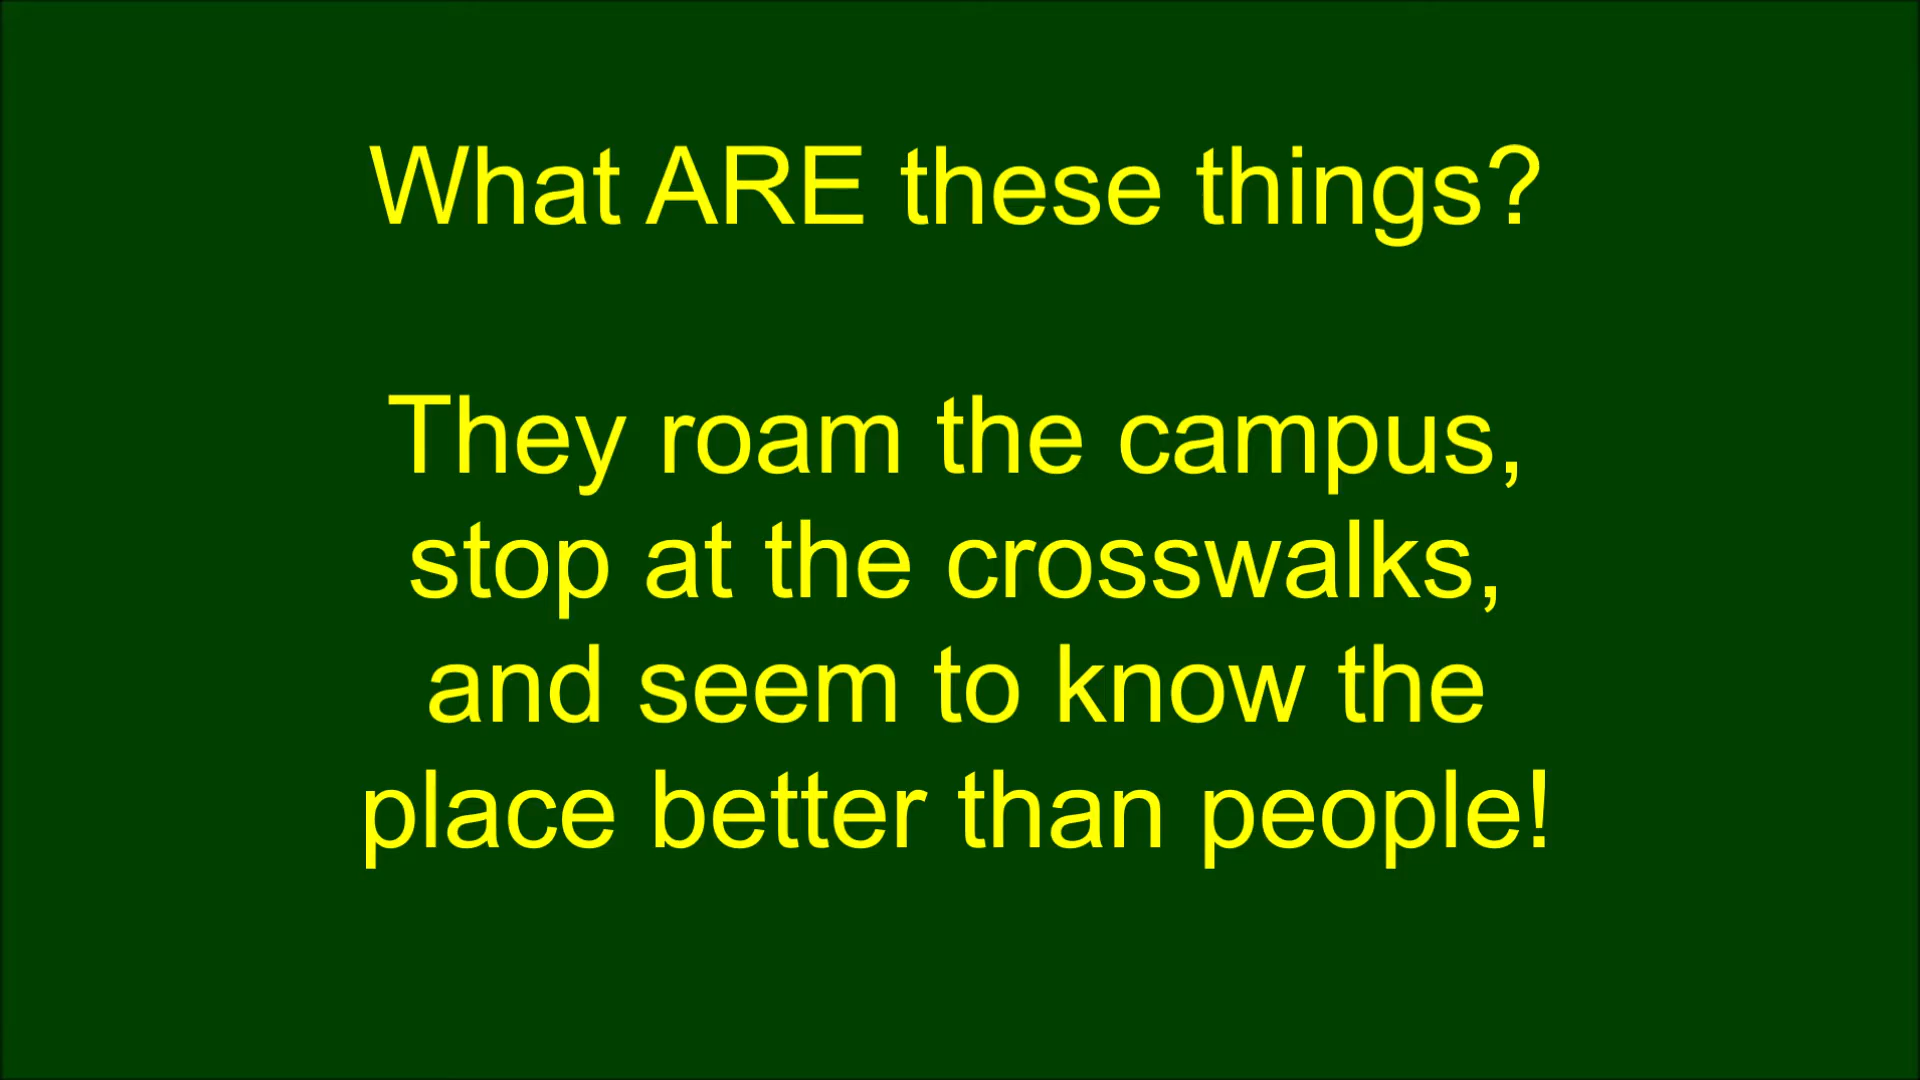 What ARE these things?
They roam the campus,
stop at the crosswalks,
and seem to know the
place better than people!